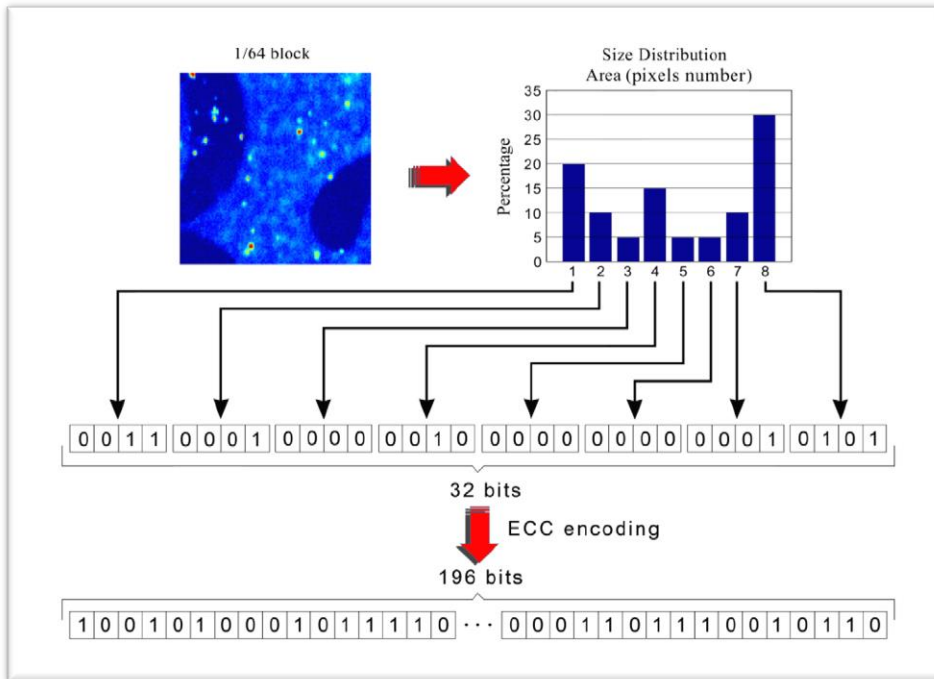 1/64 block
Size Distribution
Area (pixels number)
Percentage
35
30
25
20
15
10
5
0
1 2 3 4 5 6 7 8
0 0 1 1 0 0 0 1 0 0 0 0 0 0 1 0 0 0 0 0 0 0 0 0 0 0 0 1 0 1 0 1
32 bits
ECC encoding
196 bits
1 0 0 1 0 1 0 0 0 1 0 1 1 1 1 0 ··· 0 0 0 1 1 0 1 1 1 0 0 1 0 1 1 0